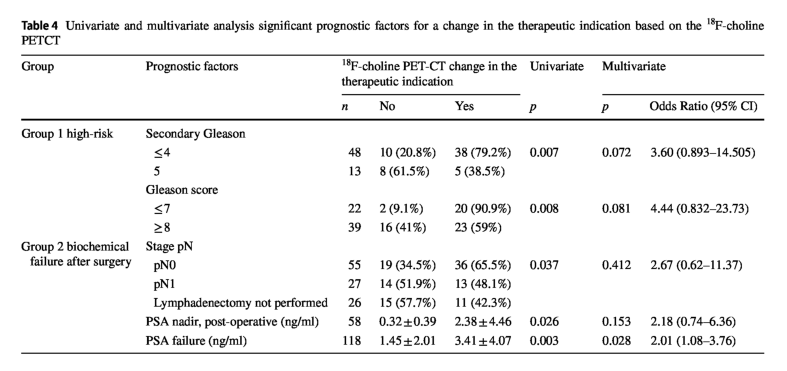 Table 4 Univariate and multivariate analysis significant prognostic factors for a change in the therapeutic indication based on the 18F-choline
PETCT
Group Prognostic factors 18F-choline PET-CT change in the therapeutic indication Univariate Multivariate
n No Yes p p Odds Ratio (95% CI)
Group 1 high-risk Secondary Gleason
≤4 48 10 (20.8%) 38 (79.2%) 0.007 0.072 3.60 (0.893–14.505)
5 13 8 (61.5%) 5 (38.5%)
Gleason score
≤7 22 2 (9.1%) 20 (90.9%) 0.008 0.081 4.44 (0.832–23.73)
≥8 39 16 (41%) 23 (59%)
Group 2 biochemical failure after surgery Stage pN
pN0 55 19 (34.5%) 36 (65.5%) 0.037 0.412 2.67 (0.62–11.37)
pN1 27 14 (51.9%) 13 (48.1%)
Lymphadenectomy not performed 26 15 (57.7%) 11 (42.3%)
PSA nadir, post-operative (ng/ml) 58 0.32±0.39 2.38±4.46 0.026 0.153 2.18 (0.74–6.36)
PSA failure (ng/ml) 118 1.45±2.01 3.41±4.07 0.003 0.028 2.01 (1.08–3.76)